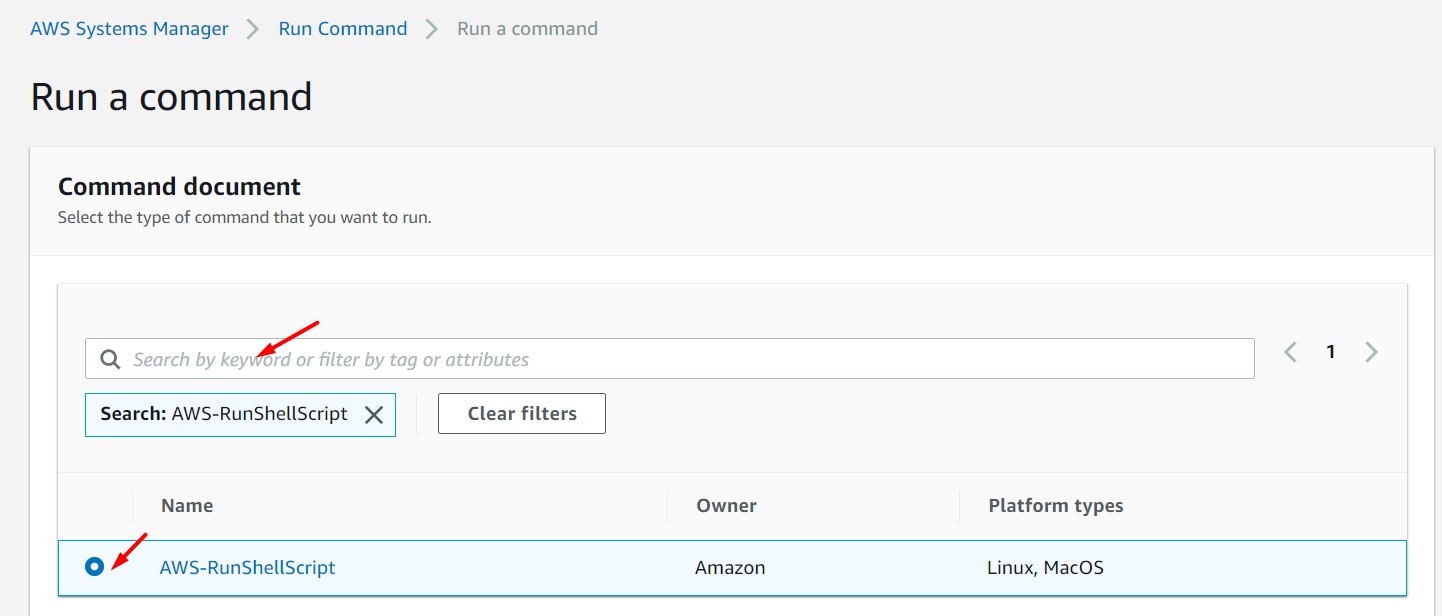 AWS Systems Manager > Run Command > Run a command
Run a command
Command document
Select the type of command that you want to run.
Search by keyword or filter by tag or attributes
1
Search: AWS-RunShellScript
Clear filters
Name Owner Platform types
AWS-RunShellScript Amazon Linux, MacOS